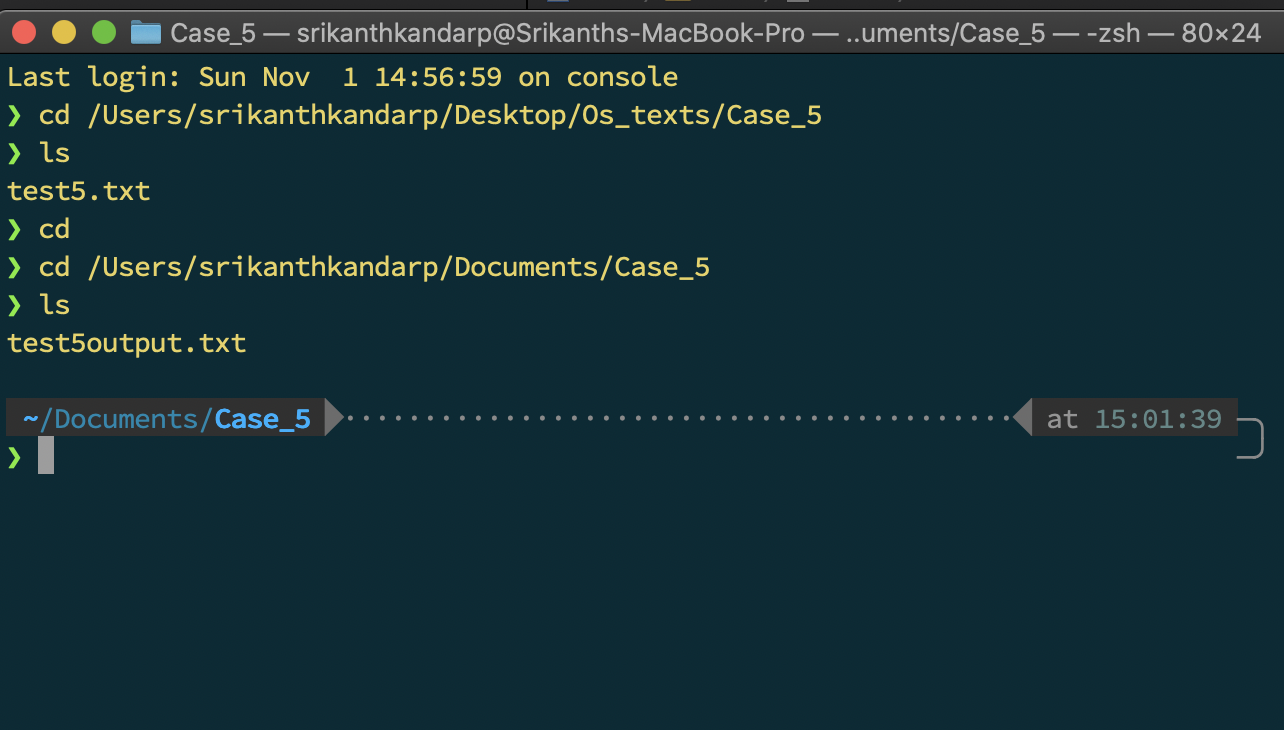 Case_5 — srikanthkandarp@Srikanths-MacBook-Pro — ..uments/Case_5 — -zsh — 80×24
Last login: Sun Nov  1 14:56:59 on console
❯ cd /Users/srikanthkandarp/Desktop/Os_texts/Case_5
❯ ls
test5.txt
❯ cd
❯ cd /Users/srikanthkandarp/Documents/Case_5
❯ ls
test5output.txt
~/Documents/Case_5 at 15:01:39
❯